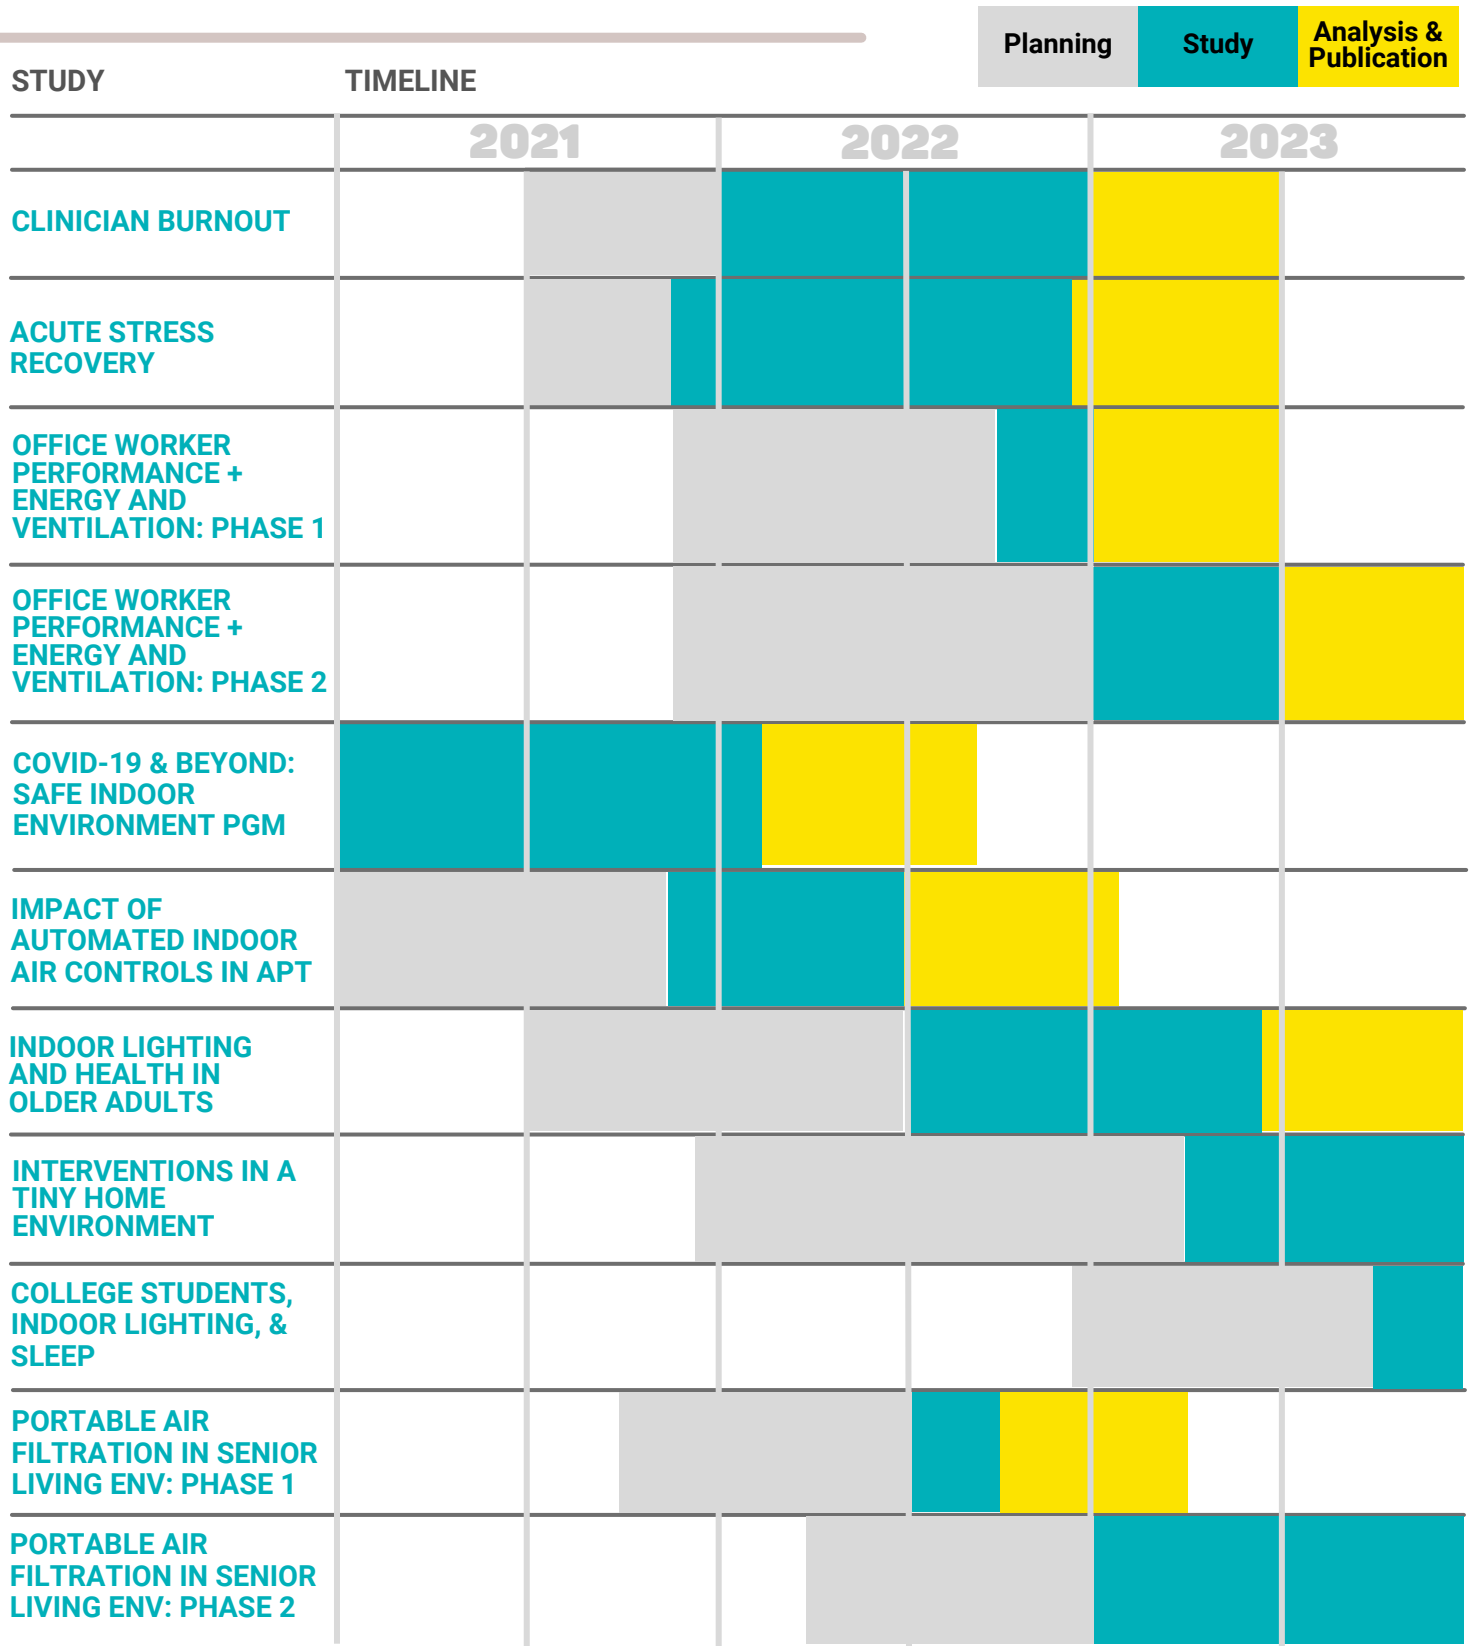 Planning
Study
Analysis &
Publication
STUDY
TIMELINE
2021
2022
2023
CLINICIAN BURNOUT
ACUTE STRESS
RECOVERY
OFFICE WORKER
PERFORMANCE +
ENERGY AND
VENTILATION: PHASE 1
OFFICE WORKER
PERFORMANCE +
ENERGY AND
VENTILATION: PHASE 2
COVID-19 & BEYOND:
SAFE INDOOR
ENVIRONMENT PGM
IMPACT OF
AUTOMATED INDOOR
AIR CONTROLS IN APT
INDOOR LIGHTING
AND HEALTH IN
OLDER ADULTS
INTERVENTIONS IN A
TINY HOME
ENVIRONMENT
COLLEGE STUDENTS,
INDOOR LIGHTING, &
SLEEP
PORTABLE AIR
FILTRATION IN SENIOR
LIVING ENV: PHASE 1
PORTABLE AIR
FILTRATION IN SENIOR
LIVING ENV: PHASE 2